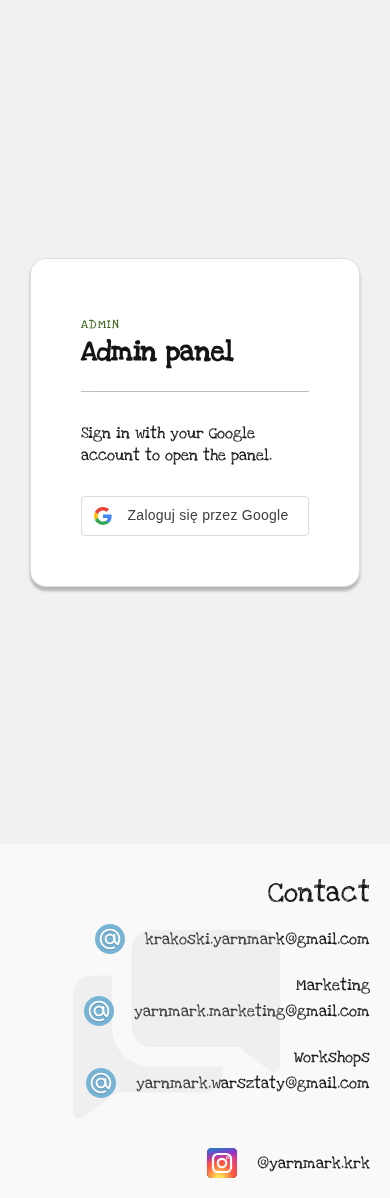 ADMIN
Admin panel
Sign in with your Google
account to open the panel.
Zaloguj się przez Google
Contact
krakoski.yarnmark@gmail.com
Marketing
yarnmark.marketing@gmail.com
Workshops
yarnmark.warsztaty@gmail.com
@yarnmark.krk